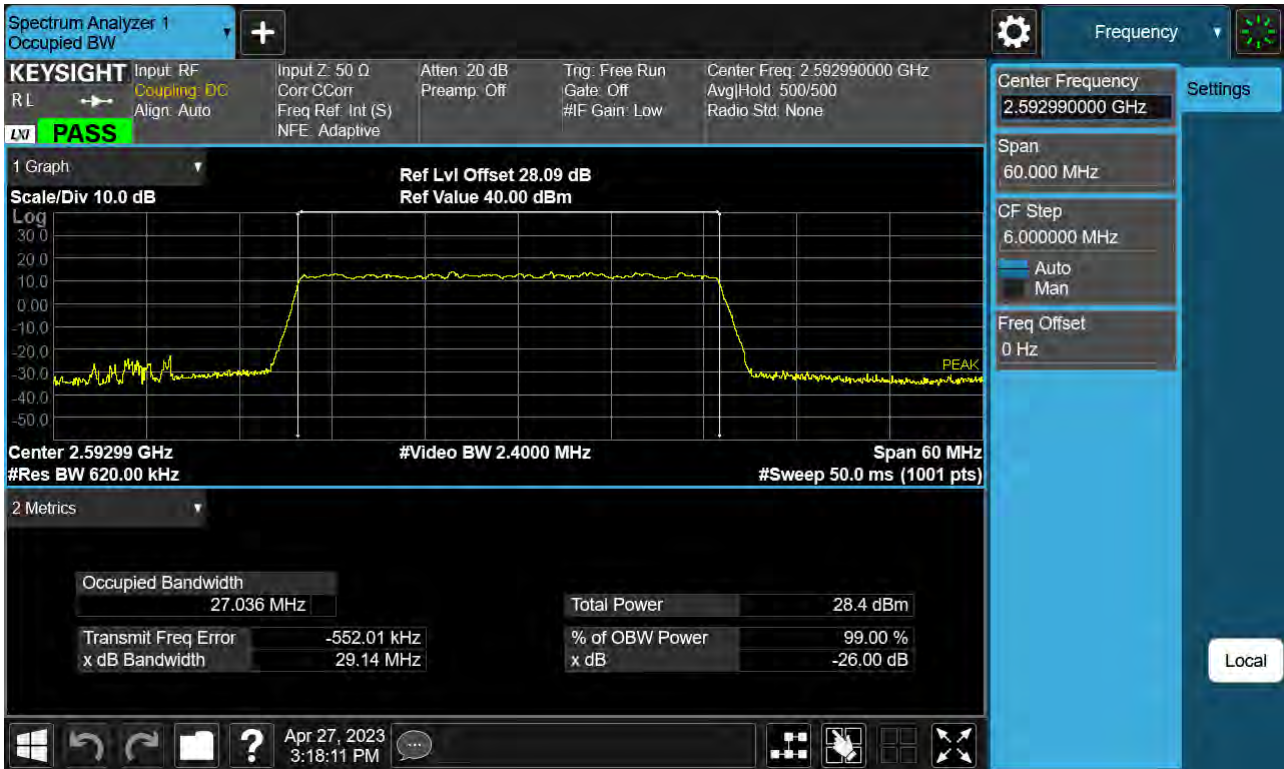 Spectrum Analyzer 1
Occupied BW
Frequency
KEYSIGHT
R L
LXI
PASS
Input: RF
Coupling: DC
Align: Auto
Input Z: 50 Ω
Corr CCorr
Freq Ref: Int (S)
NFE: Adaptive
Atten: 20 dB
Preamp: Off
Trig: Free Run
Gate: Off
#IF Gain: Low
Center Freq: 2.592990000 GHz
Avg|Hold: 500/500
Radio Std: None
Center Frequency
2.592990000 GHz
Settings
Span
60.000 MHz
CF Step
6.000000 MHz
Auto
Man
Freq Offset
0 Hz
Local
1 Graph
Scale/Div 10.0 dB
Ref Lvl Offset 28.09 dB
Ref Value 40.00 dBm
Log
30.0
20.0
10.0
0.00
-10.0
-20.0
-30.0
-40.0
-50.0
PEAK
Center 2.59299 GHz
#Video BW 2.4000 MHz
Span 60 MHz
#Res BW 620.00 kHz
#Sweep 50.0 ms (1001 pts)
2 Metrics
Occupied Bandwidth
27.036 MHz
Total Power 28.4 dBm
Transmit Freq Error -552.01 kHz
% of OBW Power 99.00 %
x dB Bandwidth 29.14 MHz
x dB -26.00 dB
?
Apr 27, 2023
3:18:11 PM